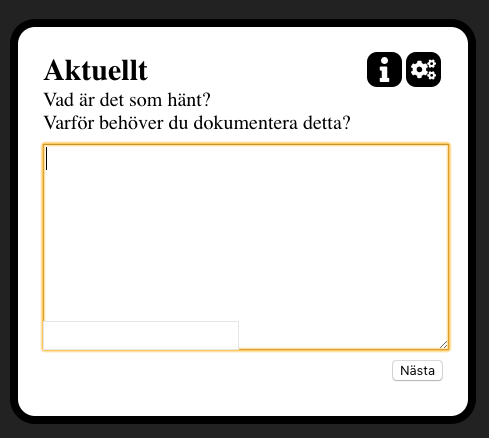 Aktuellt
Vad är det som hänt?
Varför behöver du dokumentera detta?
Nästa